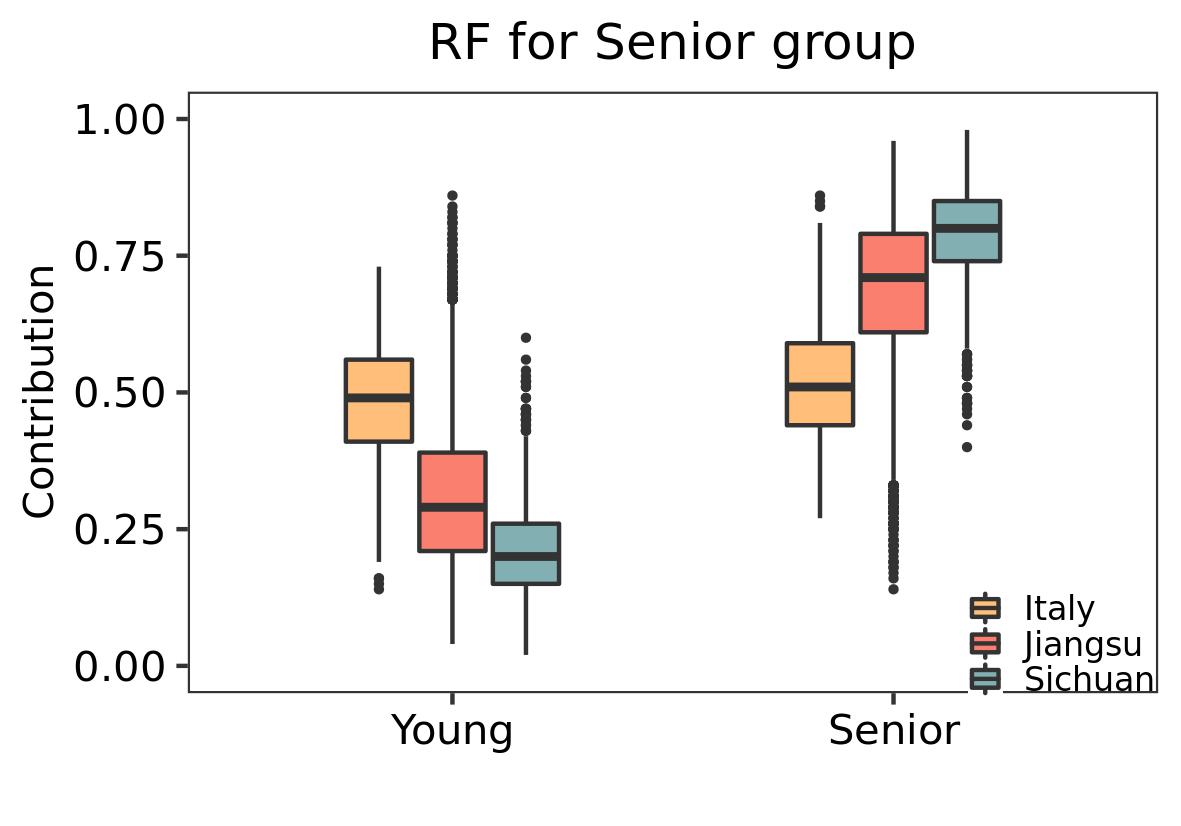 RF for Senior group
Contribution
1.00
0.75
0.50
0.25
0.00
Italy
Jiangsu
Sichuan
Young Senior